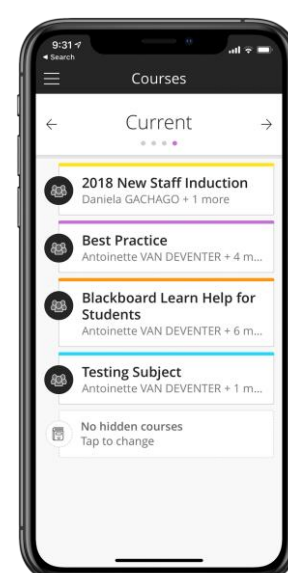 9:31
◀ Search
Courses
← Current →
2018 New Staff Induction
Daniela GACHAGO + 1 more
Best Practice
Antoinette VAN DEVENTER + 4 m...
Blackboard Learn Help for
Students
Antoinette VAN DEVENTER + 6 m...
Testing Subject
Antoinette VAN DEVENTER + 1 m...
No hidden courses
Tap to change